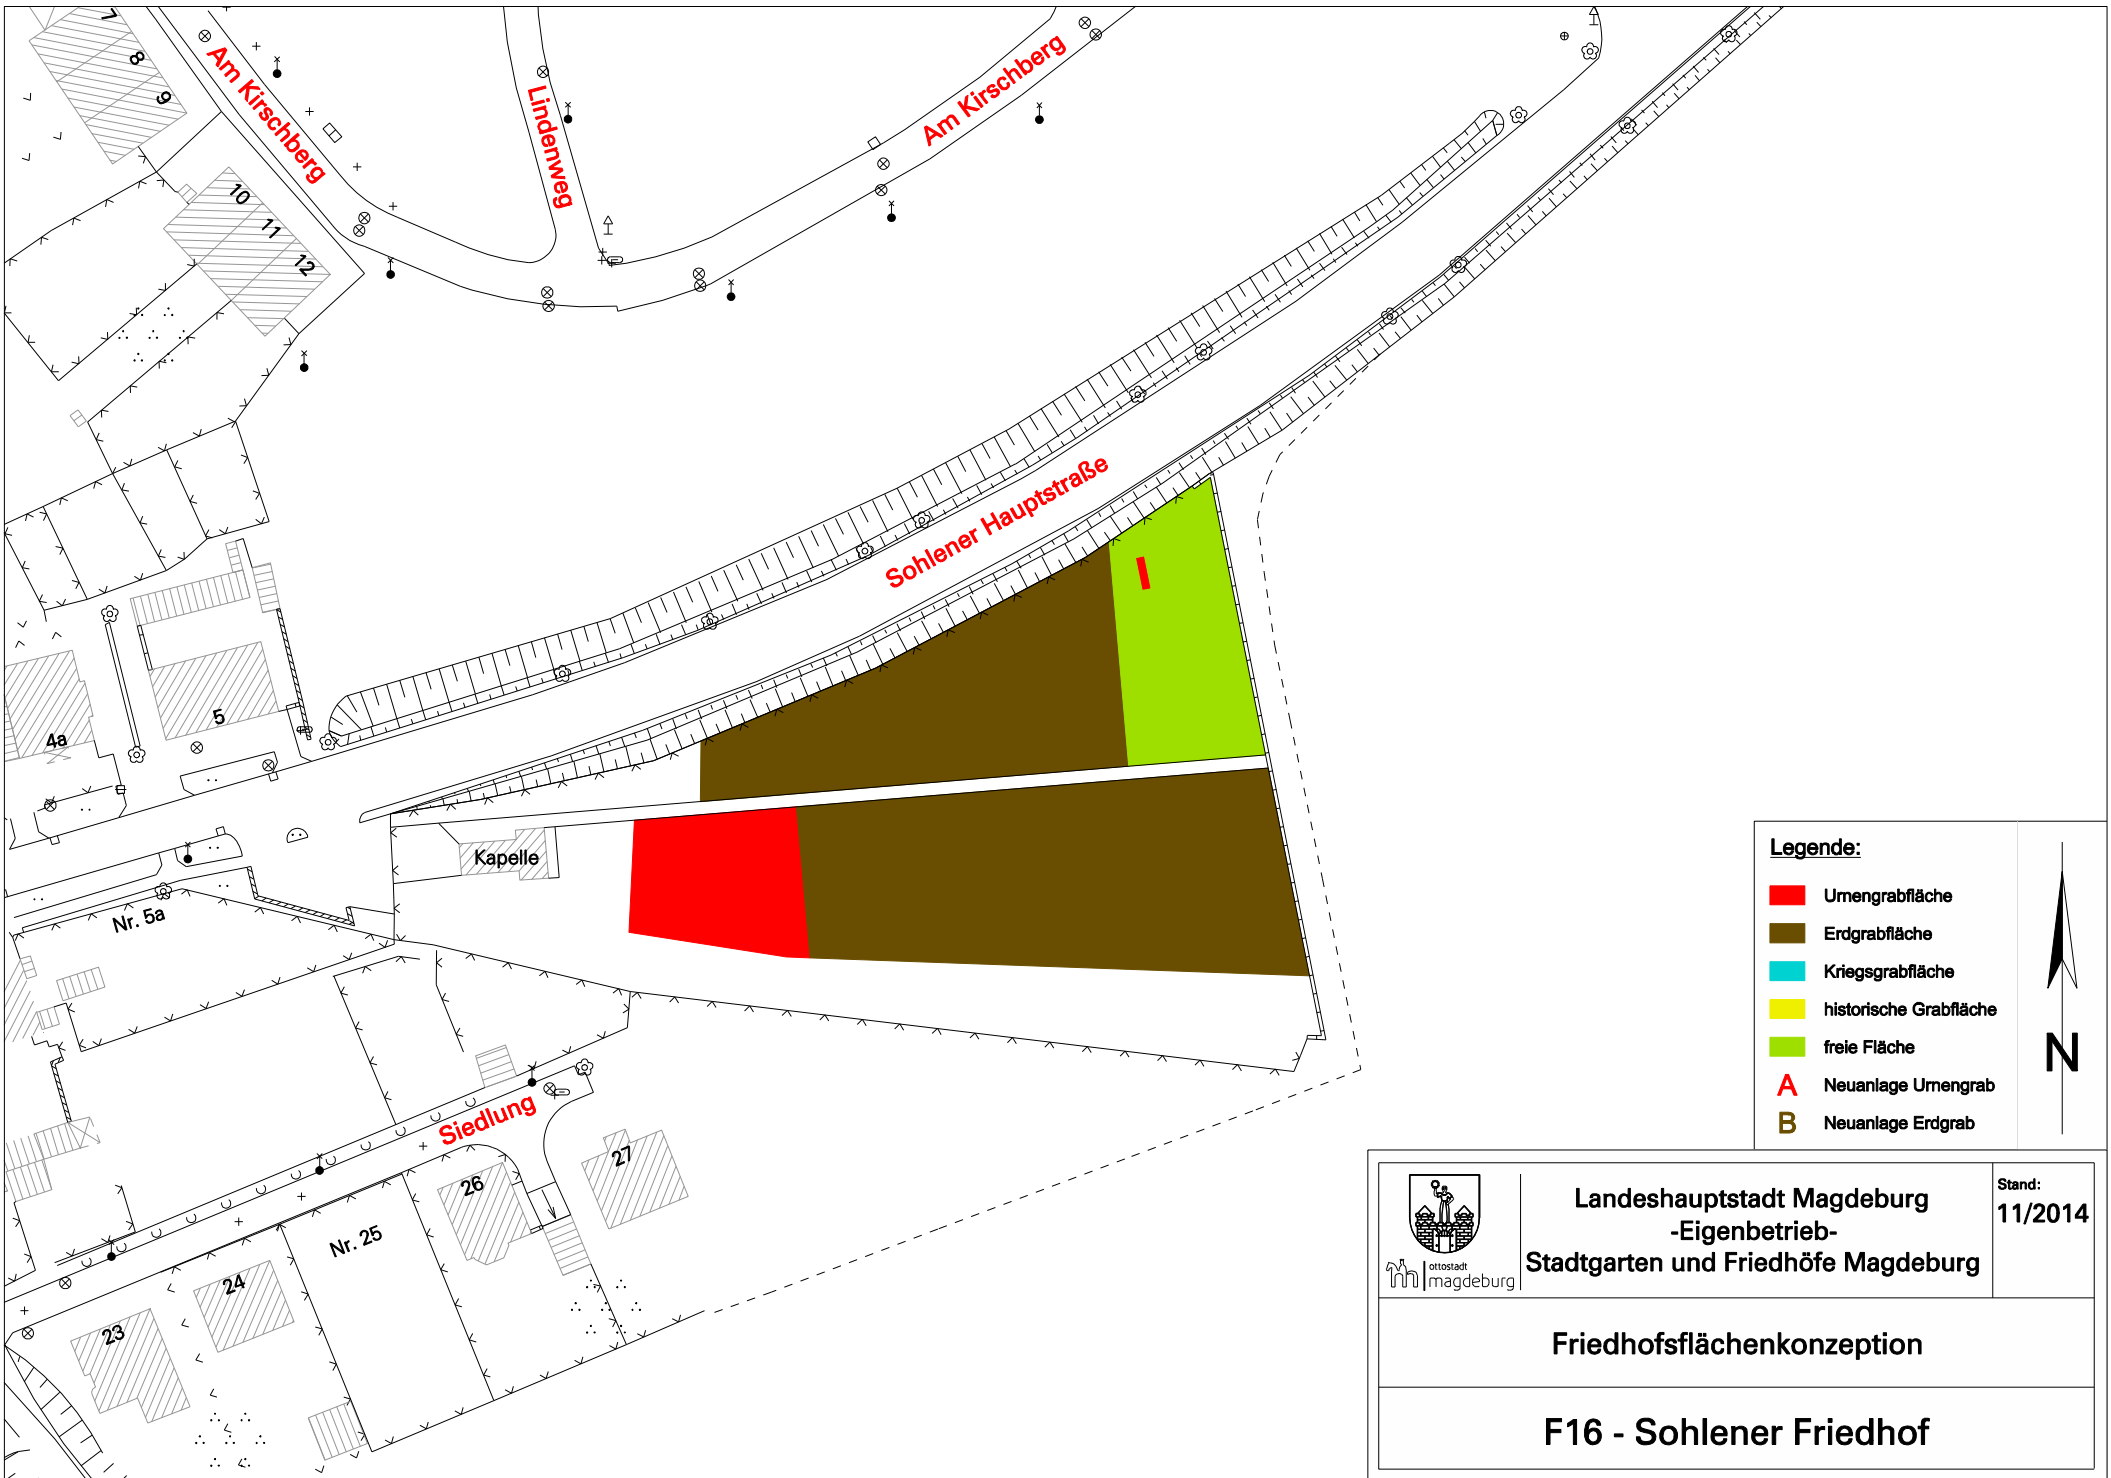 7
8
9
10
11
12
Am Kirschberg
Lindenweg
Am Kirschberg
Sohlener Hauptstraße
5
4a
Kapelle
Nr. 5a
Siedlung
27
26
Nr. 25
24
23
Legende:
Urnengrabfläche
Erdgrabfläche
Kriegsgrabfläche
historische Grabfläche
freie Fläche
A Neuanlage Urnengrab
B Neuanlage Erdgrab
N
Landeshauptstadt Magdeburg
-Eigenbetrieb-
Stadtgarten und Friedhöfe Magdeburg
Stand:
11/2014
ottostadt
magdeburg
Friedhofsflächenkonzeption
F16 - Sohlener Friedhof